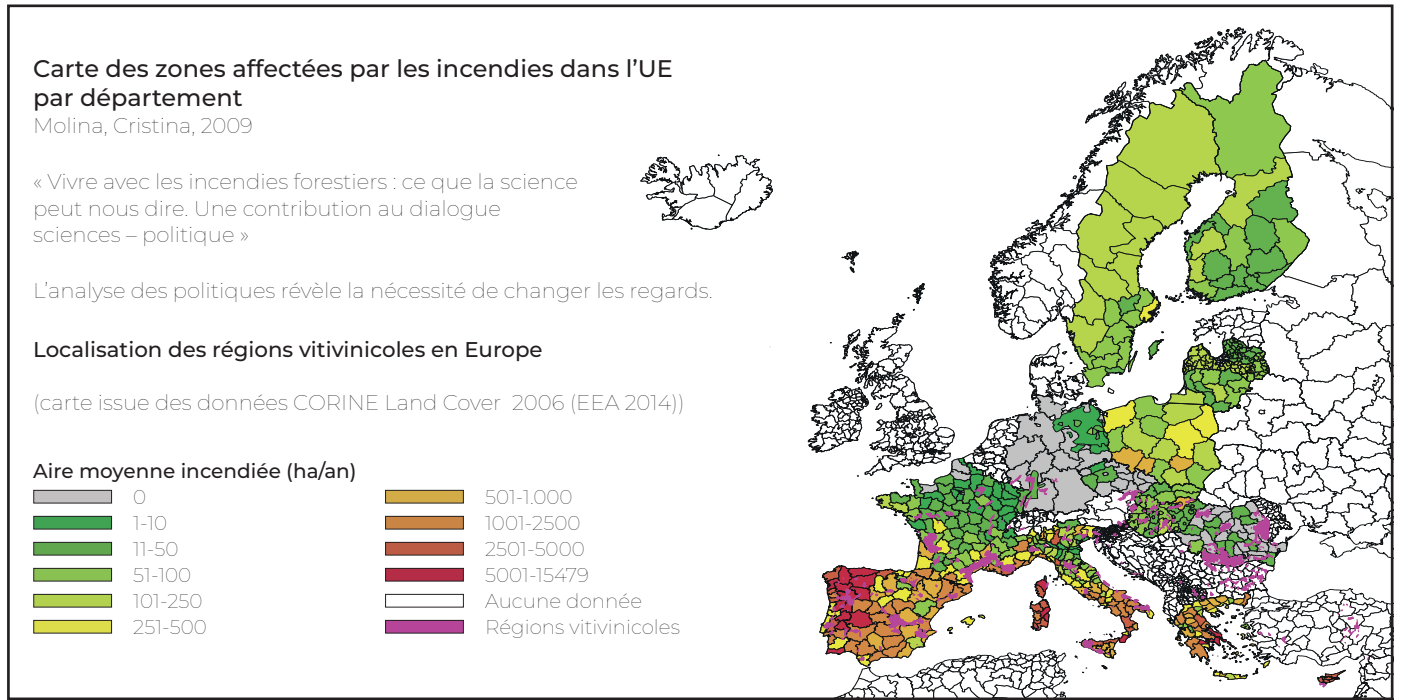 Carte des zones affectées par les incendies dans l'UE
par département
Molina, Cristina, 2009
« Vivre avec les incendies forestiers : ce que la science
peut nous dire. Une contribution au dialogue
sciences – politique »
L'analyse des politiques révèle la nécessité de changer les regards.
Localisation des régions vitivinicoles en Europe
(carte issue des données CORINE Land Cover 2006 (EEA 2014))
Aire moyenne incendiée (ha/an)
0
1-10
11-50
51-100
101-250
251-500
501-1.000
1001-2500
2501-5000
5001-15479
Aucune donnée
Régions vitivinicoles